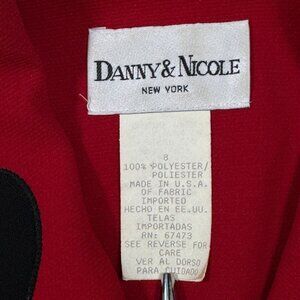 DANNY & NICOLE
NEW YORK
8
100% POLYESTER/
POLIESTER
MADE IN U.S.A.
OF FABRIC
IMPORTED
HECHO EN EE.UU.
TELAS
IMPORTADAS
RN: 67473
SEE REVERSE FOR
CARE
VER AL DORSO
PARA CUIDADO